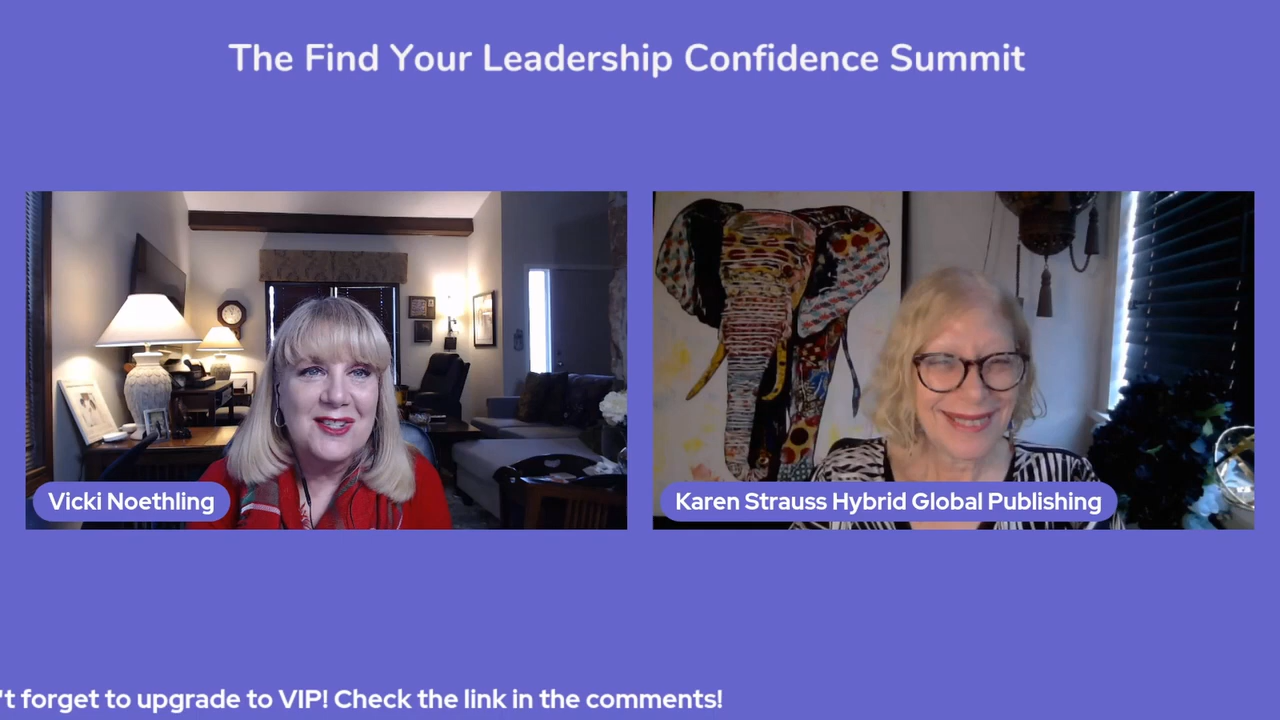 The Find Your Leadership Confidence Summit
Vicki Noethling
Karen Strauss Hybrid Global Publishing
't forget to upgrade to VIP! Check the link in the comments!